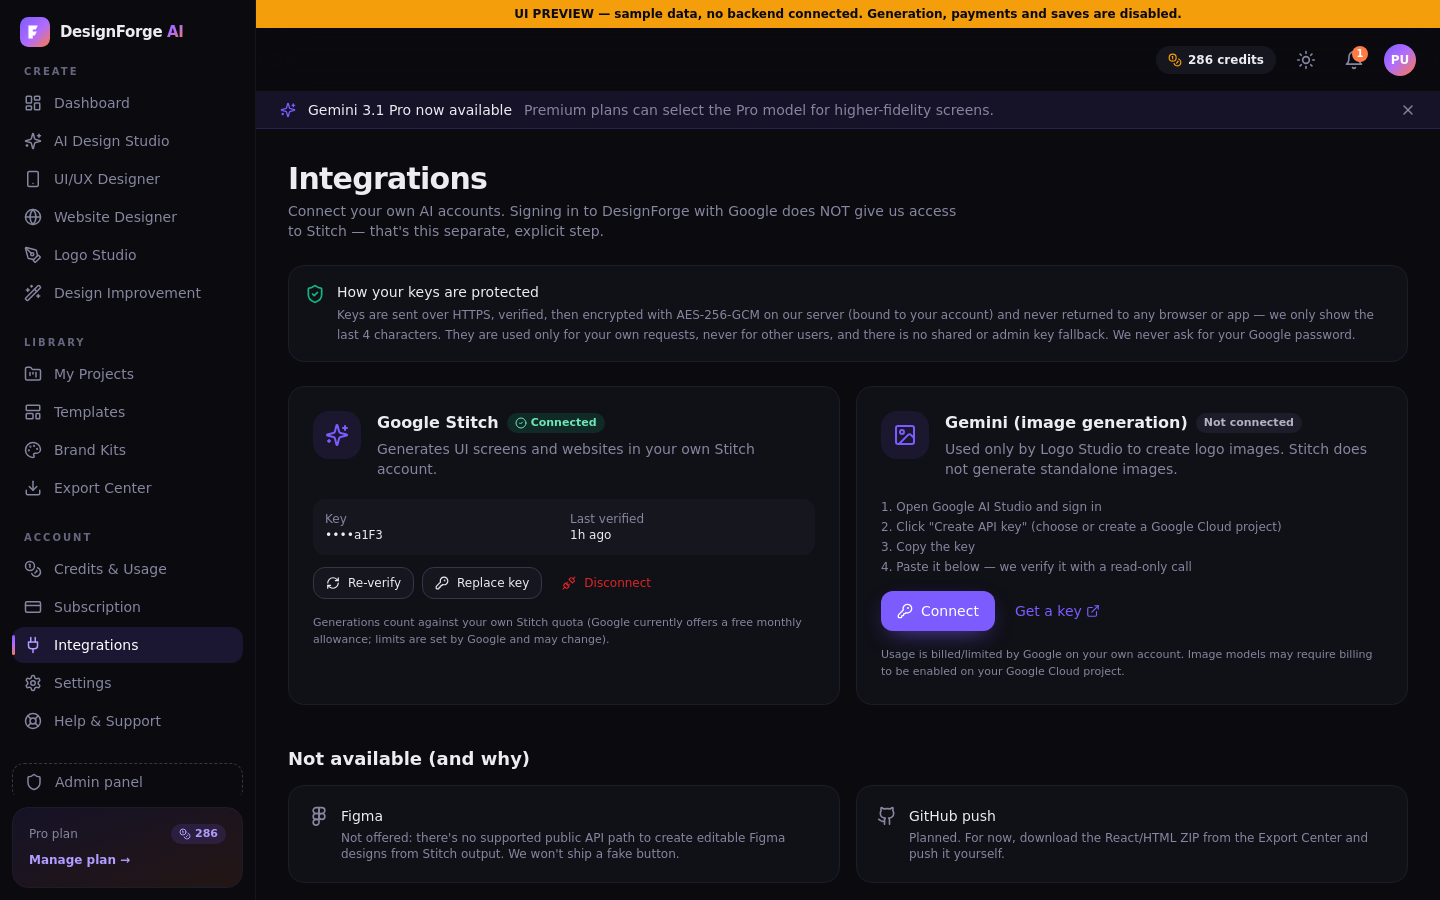 DesignForge AI
CREATE
Dashboard
AI Design Studio
UI/UX Designer
Website Designer
Logo Studio
Design Improvement
LIBRARY
My Projects
Templates
Brand Kits
Export Center
ACCOUNT
Credits & Usage
Subscription
Integrations
Settings
Help & Support
Admin panel
Pro plan
286
Manage plan →
UI PREVIEW — sample data, no backend connected. Generation, payments and saves are disabled.
286 credits
1
PU
Gemini 3.1 Pro now available Premium plans can select the Pro model for higher-fidelity screens.
Integrations
Connect your own AI accounts. Signing in to DesignForge with Google does NOT give us access
to Stitch — that's this separate, explicit step.
How your keys are protected
Keys are sent over HTTPS, verified, then encrypted with AES-256-GCM on our server (bound to your account) and never returned to any browser or app — we only show the
last 4 characters. They are used only for your own requests, never for other users, and there is no shared or admin key fallback. We never ask for your Google password.
Google Stitch Connected
Generates UI screens and websites in your own Stitch
account.
Key
••••a1F3
Last verified
1h ago
Re-verify
Replace key
Disconnect
Generations count against your own Stitch quota (Google currently offers a free monthly
allowance; limits are set by Google and may change).
Gemini (image generation) Not connected
Used only by Logo Studio to create logo images. Stitch does
not generate standalone images.
1. Open Google AI Studio and sign in
2. Click "Create API key" (choose or create a Google Cloud project)
3. Copy the key
4. Paste it below — we verify it with a read-only call
Connect
Get a key
Usage is billed/limited by Google on your own account. Image models may require billing
to be enabled on your Google Cloud project.
Not available (and why)
Figma
Not offered: there's no supported public API path to create editable Figma
designs from Stitch output. We won't ship a fake button.
GitHub push
Planned. For now, download the React/HTML ZIP from the Export Center and
push it yourself.